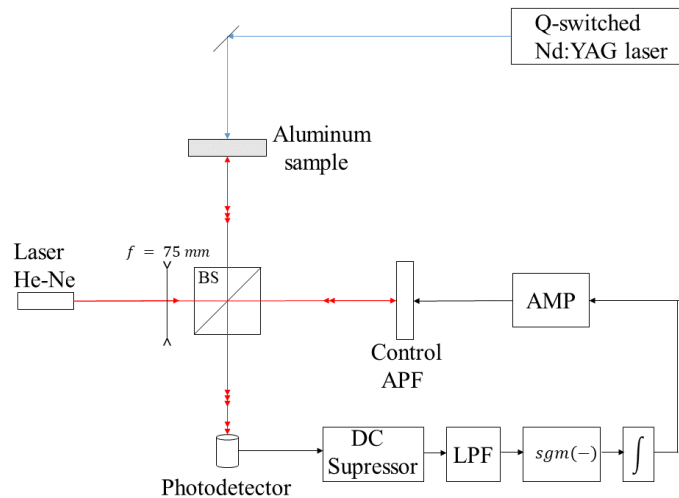 Q-switched
Nd:YAG laser
Aluminum
sample
Laser
He-Ne
f = 75 mm
BS
AMP
Control
APF
DC
Supressor
LPF
sgm(−)
∫
Photodetector